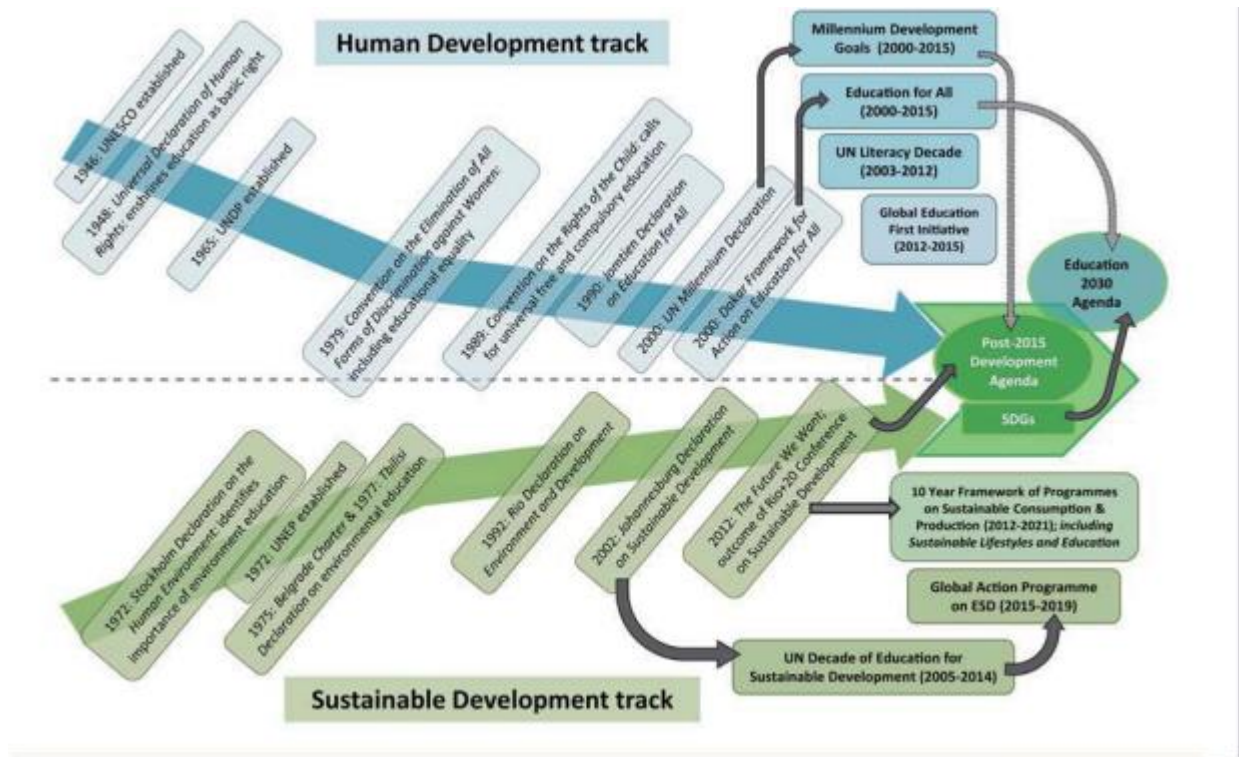 Human Development track
1946: UNESCO established
1948: Universal Declaration of Human
Rights: enshrines education as basic right
1965: UNDP established
1979: Convention on the Elimination of All
Forms of Discrimination against Women:
including educational equality
1989: Convention on the Rights of the Child: calls
for universal free and compulsory education
1990: Jomtien Declaration
on Education for All
2000: UN Millennium Declaration
2000: Dakar Framework for
Action on Education for All
Millennium Development
Goals (2000-2015)
Education for All
(2000-2015)
UN Literacy Decade
(2003-2012)
Global Education
First Initiative
(2012-2015)
Education
2030
Agenda
Post-2015
Development
Agenda
SDGs
1972: Stockholm Declaration on the
Human Environment: identifies
importance of environment education
1972: UNEP established
1975: Belgrade Charter & 1977: Tbilisi
Declaration on environmental education
1992: Rio Declaration on
Environment and Development
2002: Johannesburg Declaration
on Sustainable Development
2012: The Future We Want;
outcome of Rio+20 Conference
on Sustainable Development
10 Year Framework of Programmes
on Sustainable Consumption &
Production (2012-2021); including
Sustainable Lifestyles and Education
Global Action Programme
on ESD (2015-2019)
UN Decade of Education for
Sustainable Development (2005-2014)
Sustainable Development track